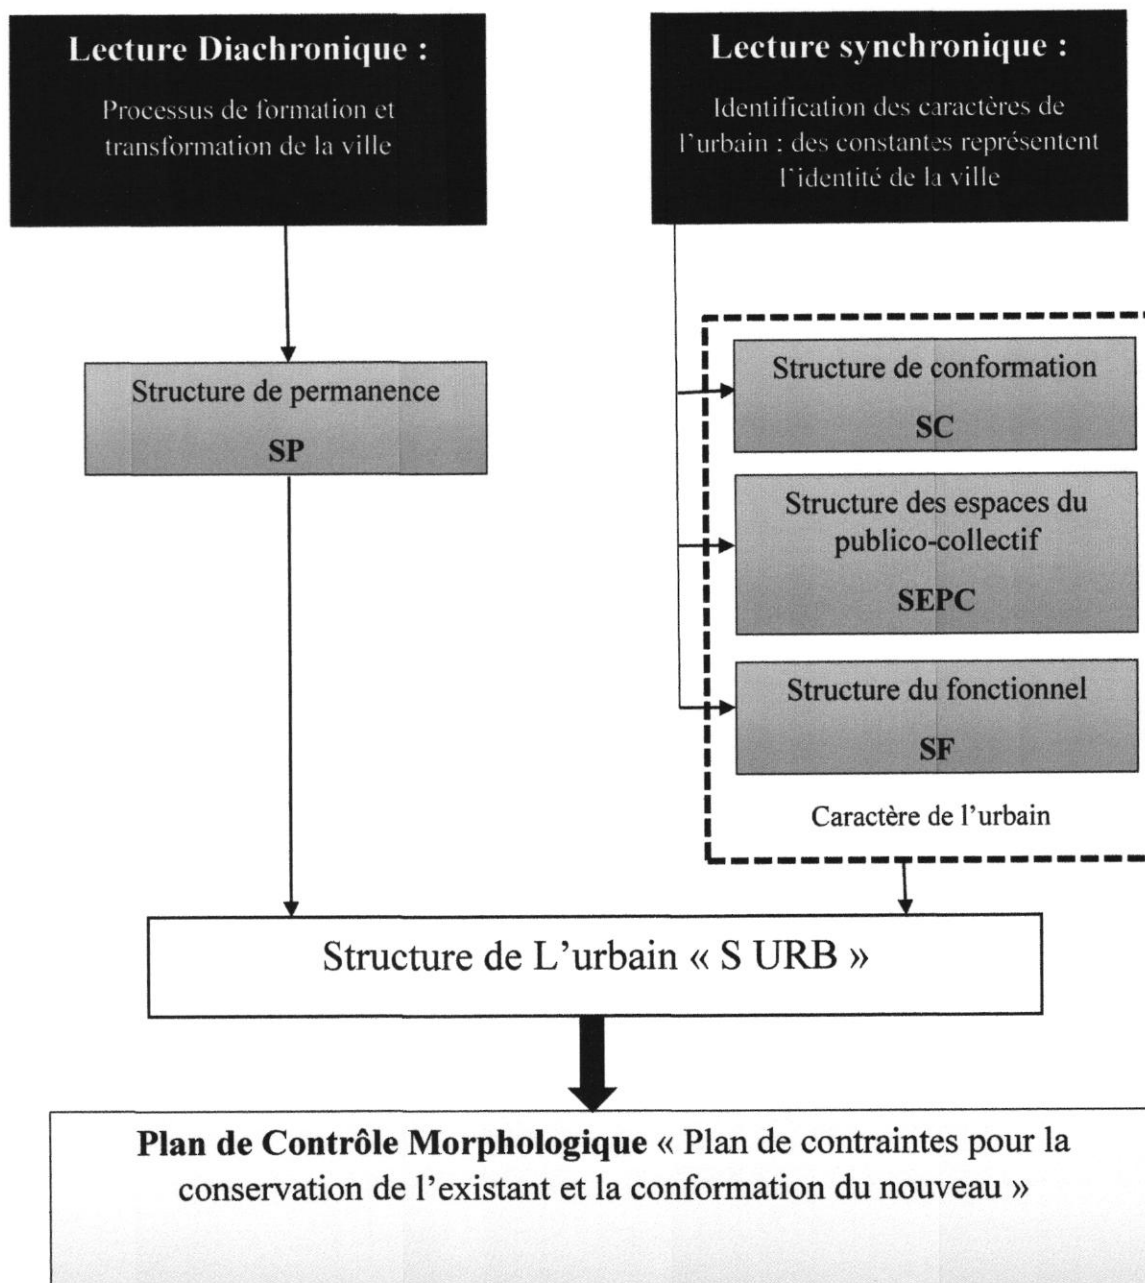 Lecture Diachronique :
Processus de formation et
transformation de la ville
Lecture synchronique :
Identification des caractères de
l'urbain : des constantes représentent
l'identité de la ville
Structure de permanence
SP
Structure de conformation
SC
Structure des espaces du
publico-collectif
SEPC
Structure du fonctionnel
SF
Caractère de l'urbain
Structure de L'urbain « S URB »
Plan de Contrôle Morphologique « Plan de contraintes pour la
conservation de l'existant et la conformation du nouveau »